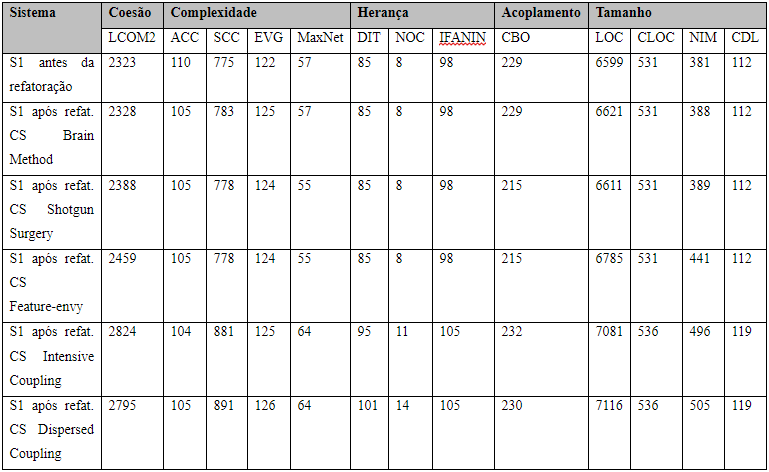 Sistema Coesão Complexidade Herança Acoplamento Tamanho
LCOM2 ACC SCC EVG MaxNet DIT NOC IFANIN CBO LOC CLOC NIM CDL
S1 antes da 2323 110 775 122 57 85 8 98 229 6599 531 381 112
refatoração
S1 após refat. 2328 105 783 125 57 85 8 98 229 6621 531 388 112
CS Brain
Method
S1 após refat. 2388 105 778 124 55 85 8 98 215 6611 531 389 112
CS Shotgun
Surgery
S1 após refat. 2459 105 778 124 55 85 8 98 215 6785 531 441 112
CS
Feature-envy
S1 após refat. 2824 104 881 125 64 95 11 105 232 7081 536 496 119
CS Intensive
Coupling
S1 após refat. 2795 105 891 126 64 101 14 105 230 7116 536 505 119
CS Dispersed
Coupling